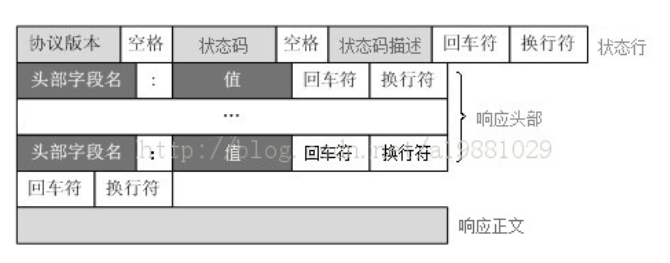 协议版本 空格 状态码 空格 状态码描述 回车符 换行符 状态行
头部字段名 : 值 回车符 换行符
... 响应头部
头部字段名 : 值 回车符 换行符
http://blog.csdn.net/a19881029
回车符 换行符
响应正文